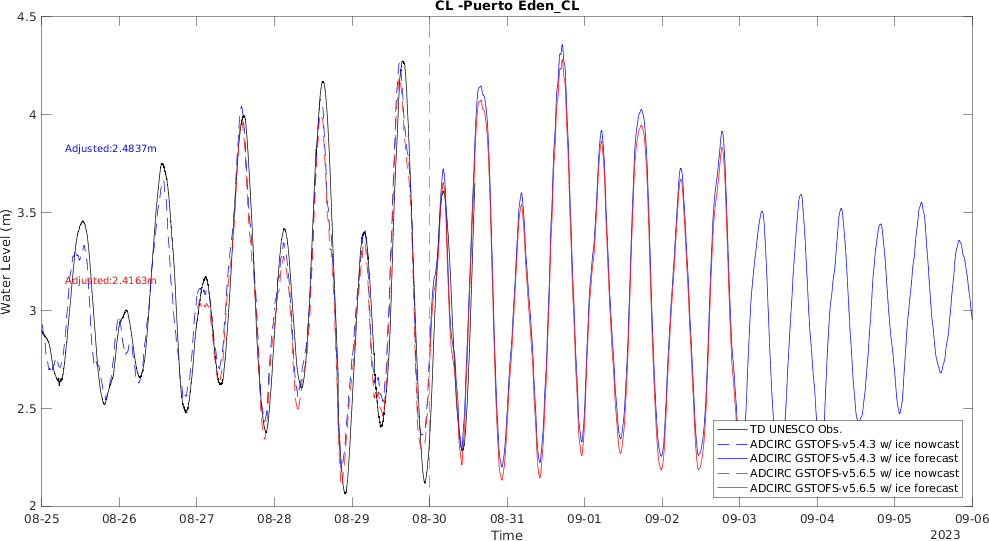 CL -Puerto Eden_CL
4.5
4
3.5
3
2.5
2
Water Level (m)
Adjusted:2.4837m
Adjusted:2.4163m
TD UNESCO Obs.
ADCIRC GSTOFS-v5.4.3 w/ ice nowcast
ADCIRC GSTOFS-v5.4.3 w/ ice forecast
ADCIRC GSTOFS-v5.6.5 w/ ice nowcast
ADCIRC GSTOFS-v5.6.5 w/ ice forecast
08-25 08-26 08-27 08-28 08-29 08-30 08-31 09-01 09-02 09-03 09-04 09-05 09-06
Time
2023